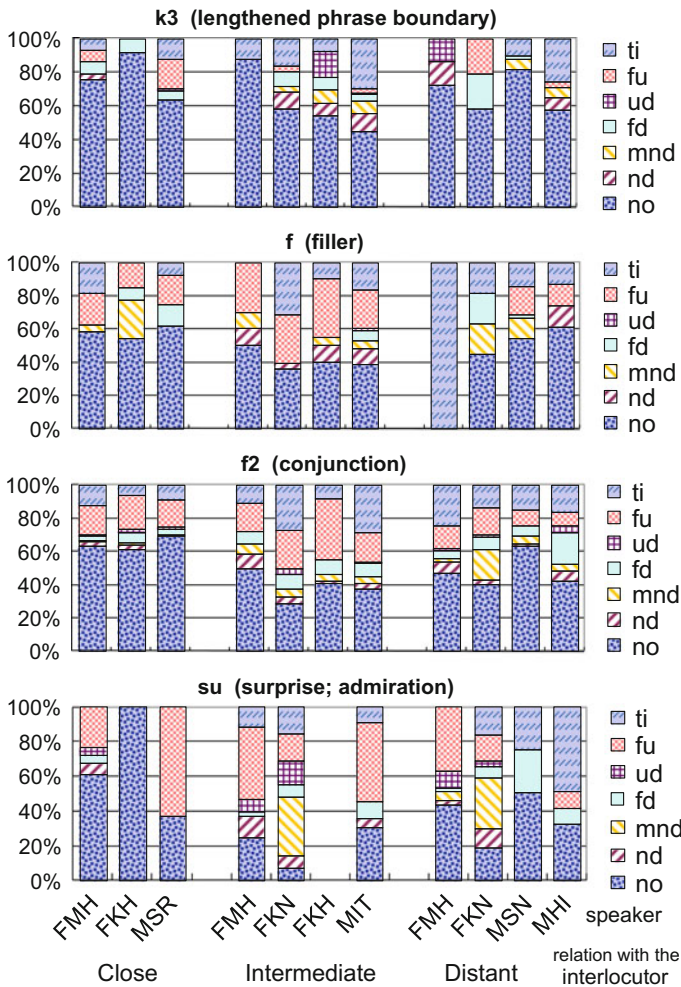 k3 (lengthened phrase boundary)
100%
80%
60%
40%
20%
0%
ti
fu
ud
fd
mnd
nd
no
f (filler)
100%
80%
60%
40%
20%
0%
ti
fu
ud
fd
mnd
nd
no
f2 (conjunction)
100%
80%
60%
40%
20%
0%
ti
fu
ud
fd
mnd
nd
no
su (surprise; admiration)
100%
80%
60%
40%
20%
0%
ti
fu
ud
fd
mnd
nd
no
FMH FKH MSR FMH FKN FKH MIT FMH FKN MSN MHI speaker
Close Intermediate Distant
relation with the
interlocutor